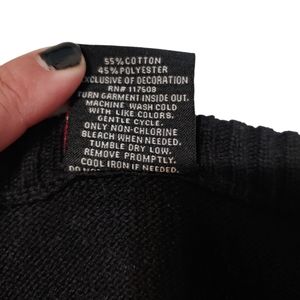 55% COTTON
45% POLYESTER
EXCLUSIVE OF DECORATION
RN# 117508
TURN GARMENT INSIDE OUT.
MACHINE WASH COLD
WITH LIKE COLORS.
GENTLE CYCLE.
ONLY NON-CHLORINE
BLEACH WHEN NEEDED.
TUMBLE DRY LOW.
REMOVE PROMPTLY.
COOL IRON IF NEEDED.